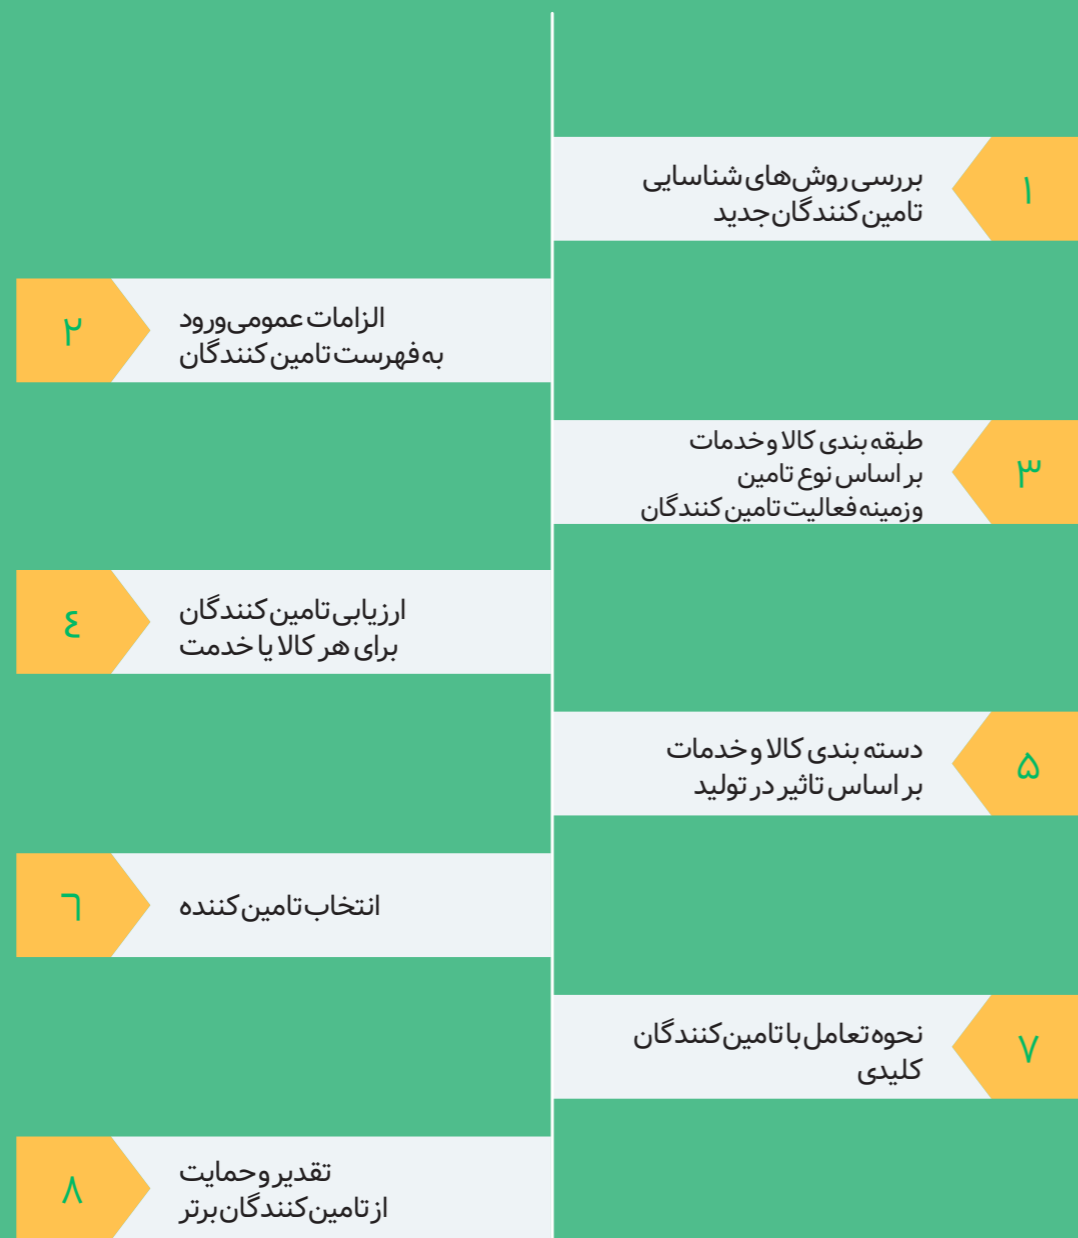 ۱
بررسی روش‌های شناسایی
تامین کنندگان جدید
۲
الزامات عمومی ورود
به فهرست تامین کنندگان
۳
طبقه بندی کالا و خدمات
بر اساس نوع تامین
و زمینه فعالیت تامین کنندگان
٤
ارزیابی تامین کنندگان
برای هر کالا یا خدمت
۵
دسته بندی کالا و خدمات
بر اساس تاثیر در تولید
٦
انتخاب تامین کننده
۷
نحوه تعامل با تامین کنندگان
کلیدی
۸
تقدیر و حمایت
از تامین کنندگان برتر